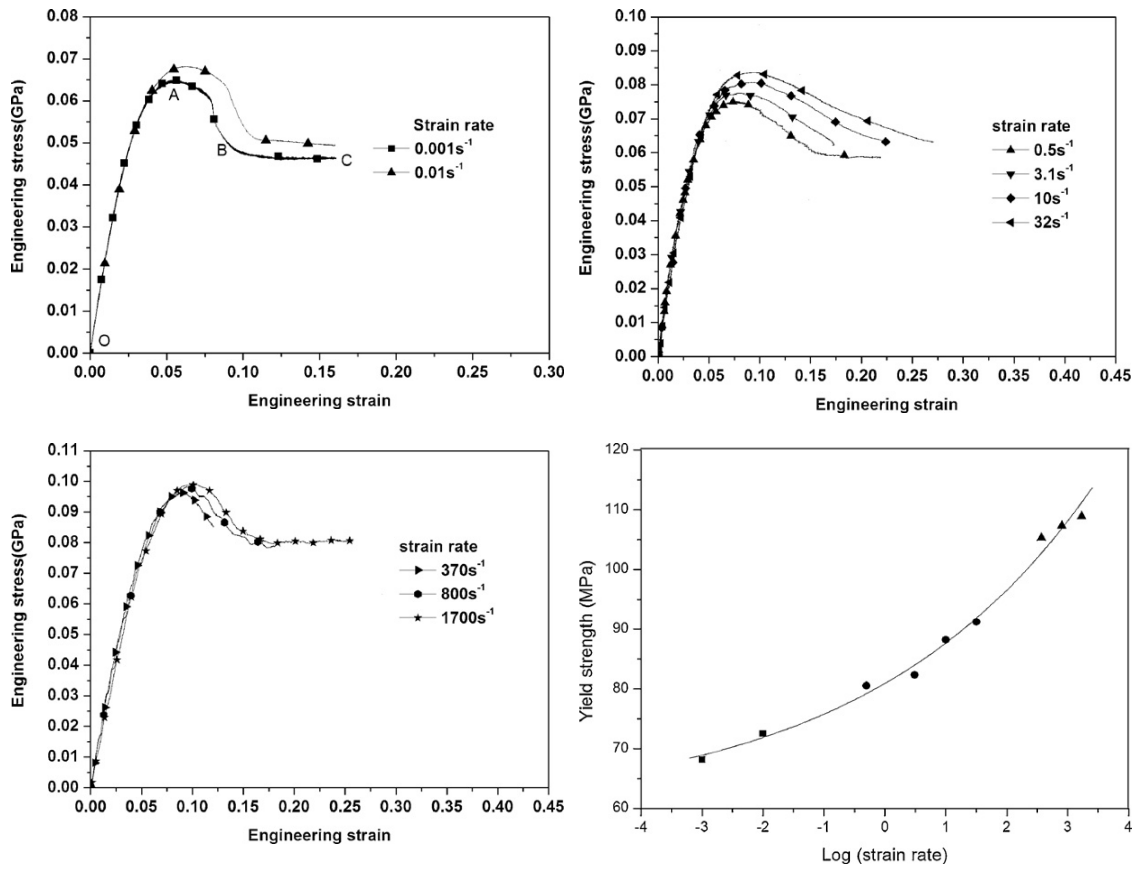 Engineering stress(GPa)
0.08
0.07
0.06
0.05
0.04
0.03
0.02
0.01
0.00
A
B
C
O
Strain rate
0.001s⁻¹
0.01s⁻¹
0.00 0.05 0.10 0.15 0.20 0.25 0.30
Engineering strain
Engineering stress(GPa)
0.10
0.09
0.08
0.07
0.06
0.05
0.04
0.03
0.02
0.01
0.00
strain rate
0.5s⁻¹
3.1s⁻¹
10s⁻¹
32s⁻¹
0.00 0.05 0.10 0.15 0.20 0.25 0.30 0.35 0.40 0.45
Engineering strain
Engineering stress(GPa)
0.11
0.10
0.09
0.08
0.07
0.06
0.05
0.04
0.03
0.02
0.01
0.00
strain rate
370s⁻¹
800s⁻¹
1700s⁻¹
0.00 0.05 0.10 0.15 0.20 0.25 0.30 0.35 0.40 0.45
Engineering strain
Yield strength (MPa)
120
110
100
90
80
70
60
-4 -3 -2 -1 0 1 2 3 4
Log (strain rate)